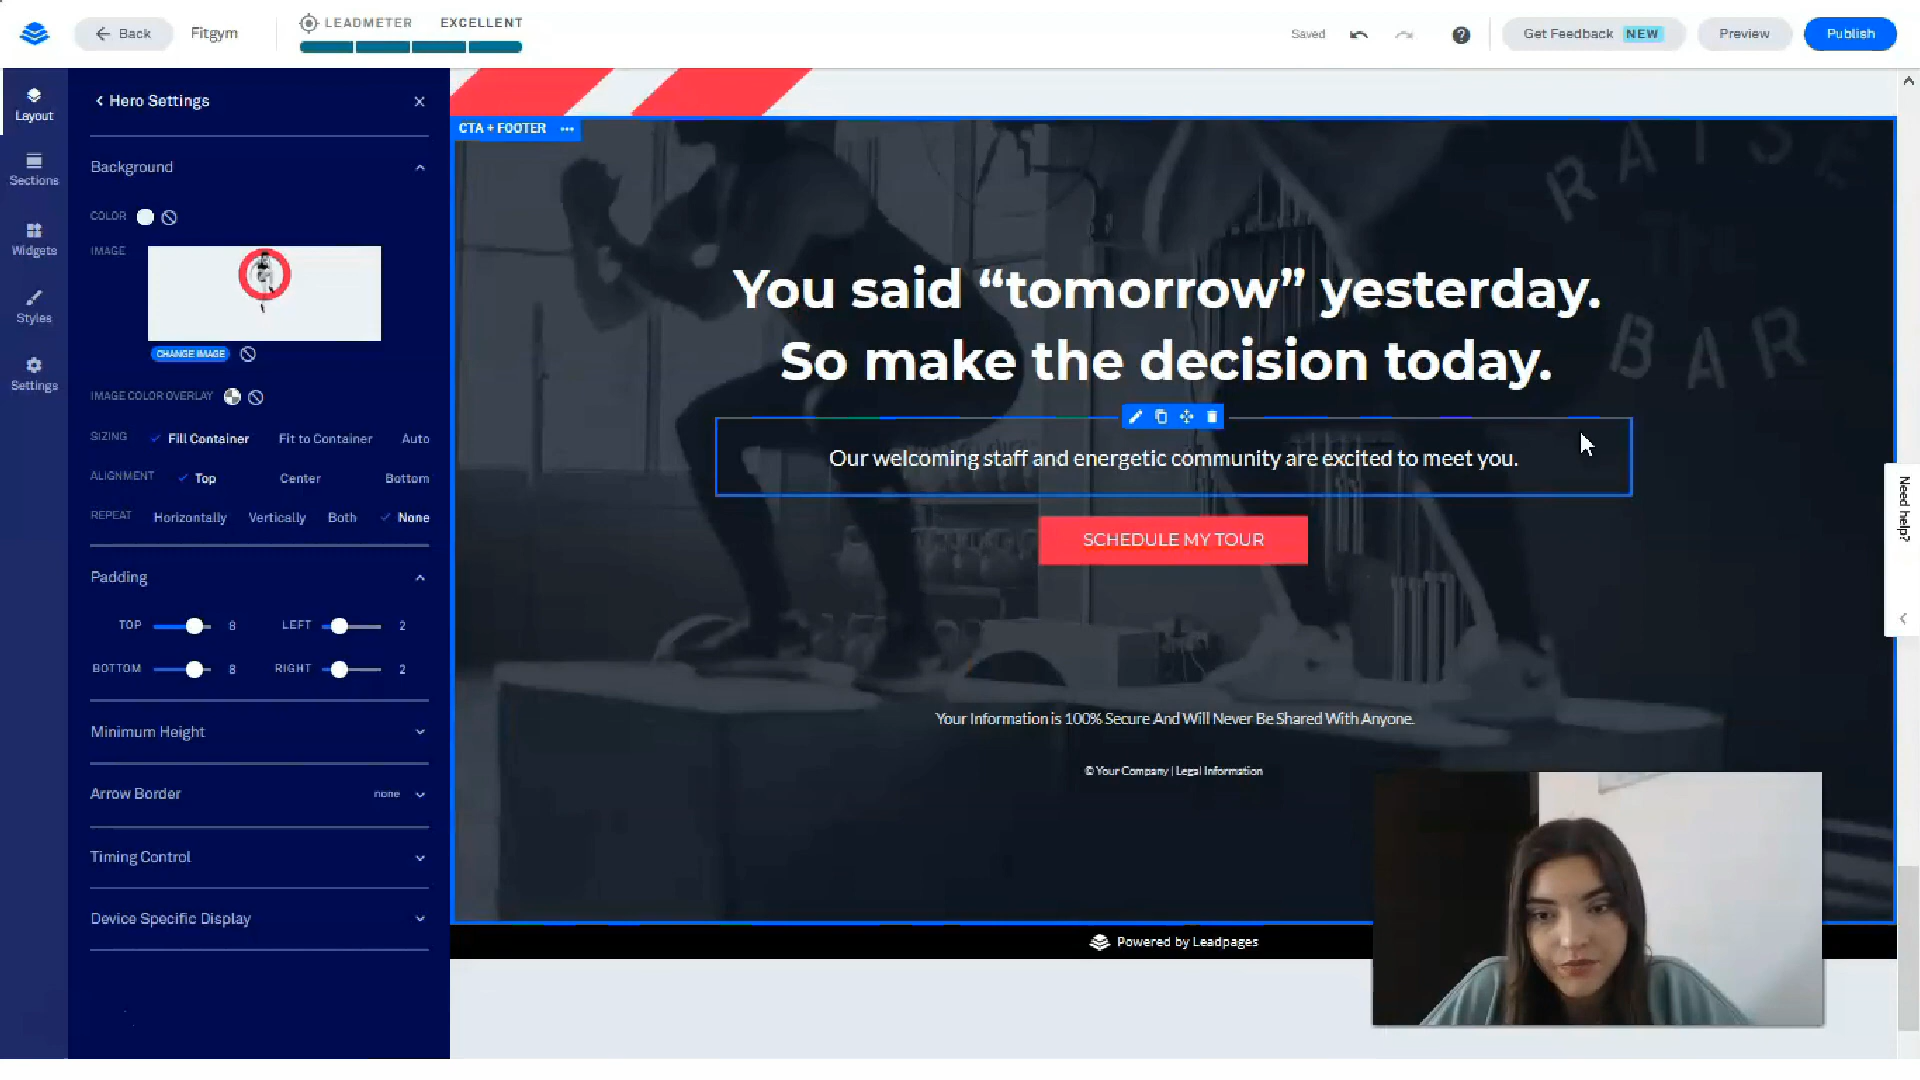 Back
Fitgym
LEADMETER EXCELLENT
Saved
Get Feedback NEW
Preview
Publish
Layout
Sections
Widgets
Styles
Settings
Hero Settings
Background
COLOR
IMAGE
CHANGE IMAGE
IMAGE COLOR OVERLAY
SIZING Fill Container Fit to Container Auto
ALIGNMENT Top Center Bottom
REPEAT Horizontally Vertically Both None
Padding
TOP 8 LEFT 2
BOTTOM 8 RIGHT 2
Minimum Height
Arrow Border none
Timing Control
Device Specific Display
CTA + FOOTER
RAISE
THE
BAR
You said “tomorrow” yesterday.
So make the decision today.
Our welcoming staff and energetic community are excited to meet you.
SCHEDULE MY TOUR
Your Information is 100% Secure And Will Never Be Shared With Anyone.
© Your Company | Legal Information
Powered by Leadpages
Need help?